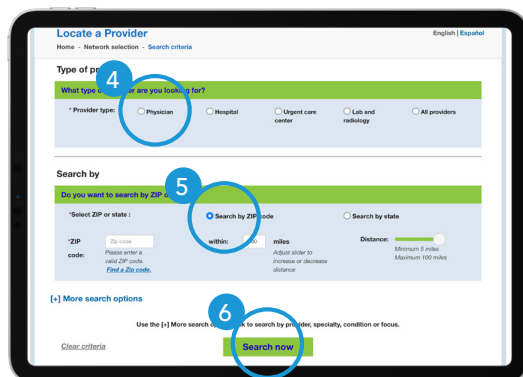 Locate a Provider
English | Español
Home - Network selection - Search criteria
Type of pr
4
What type er are you looking for?
* Provider type:
Physician
Hospital
Urgent care
center
Lab and
radiology
All providers
Search by
5
Do you want to search by ZIP
*Select ZIP or state :
Search by ZIP code
Search by state
*ZIP
code:
Zip code
Please enter a
valid ZIP code.
Find a Zip code.
within:
miles
Adjust slider to
increase or decrease
distance
Distance:
Minimum 5 miles
Maximum 100 miles
[+] More search options
6
Use the [+] More search to search by provider, specialty, condition or focus.
Clear criteria
Search now